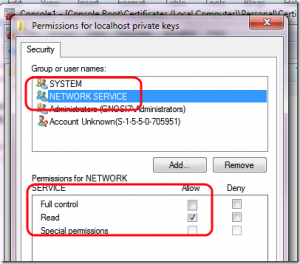 Console1 - [Console Root\Certificates (Local Computer)\Personal\Certif
Permissions for localhost private keys
Security
Group or user names:
SYSTEM
NETWORK SERVICE
Administrators (GNOSI7\Administrators)
Account Unknown(S-1-5-5-0-705951)
Add...
Remove
Permissions for NETWORK
SERVICE Allow Deny
Full control
Read
Special permissions